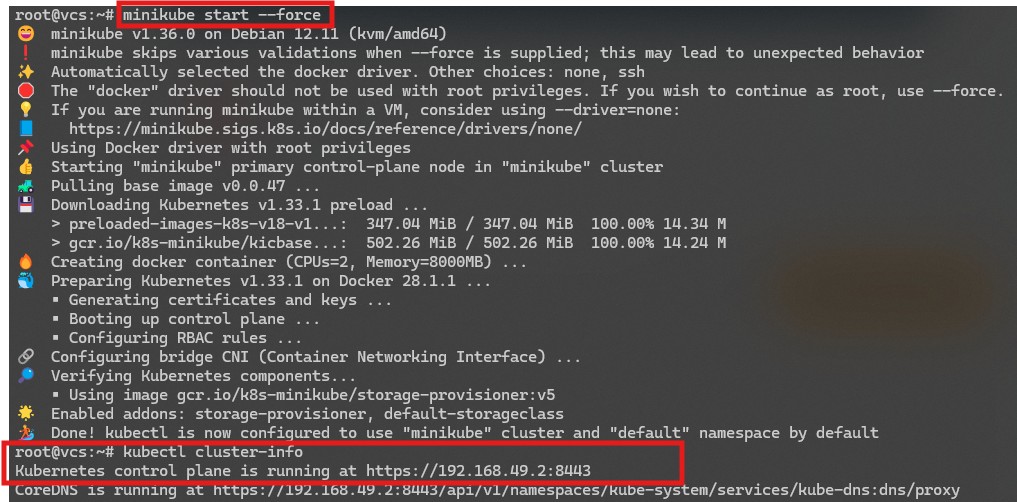 root@vcs:~# minikube start --force
😄 minikube v1.36.0 on Debian 12.11 (kvm/amd64)
❗ minikube skips various validations when --force is supplied; this may lead to unexpected behavior
✨ Automatically selected the docker driver. Other choices: none, ssh
🛑 The "docker" driver should not be used with root privileges. If you wish to continue as root, use --force.
💡 If you are running minikube within a VM, consider using --driver=none:
📘 https://minikube.sigs.k8s.io/docs/reference/drivers/none/
📌 Using Docker driver with root privileges
👍 Starting "minikube" primary control-plane node in "minikube" cluster
🚜 Pulling base image v0.0.47 ...
💾 Downloading Kubernetes v1.33.1 preload ...
> preloaded-images-k8s-v18-v1...: 347.04 MiB / 347.04 MiB 100.00% 14.34 M
> gcr.io/k8s-minikube/kicbase...: 502.26 MiB / 502.26 MiB 100.00% 14.24 M
🔥 Creating docker container (CPUs=2, Memory=8000MB) ...
🐳 Preparing Kubernetes v1.33.1 on Docker 28.1.1 ...
▪ Generating certificates and keys ...
▪ Booting up control plane ...
▪ Configuring RBAC rules ...
🔗 Configuring bridge CNI (Container Networking Interface) ...
🔎 Verifying Kubernetes components...
▪ Using image gcr.io/k8s-minikube/storage-provisioner:v5
🌟 Enabled addons: storage-provisioner, default-storageclass
🏄 Done! kubectl is now configured to use "minikube" cluster and "default" namespace by default
root@vcs:~# kubectl cluster-info
Kubernetes control plane is running at https://192.168.49.2:8443
CoreDNS is running at https://192.168.49.2:8443/api/v1/namespaces/kube-system/services/kube-dns:dns/proxy